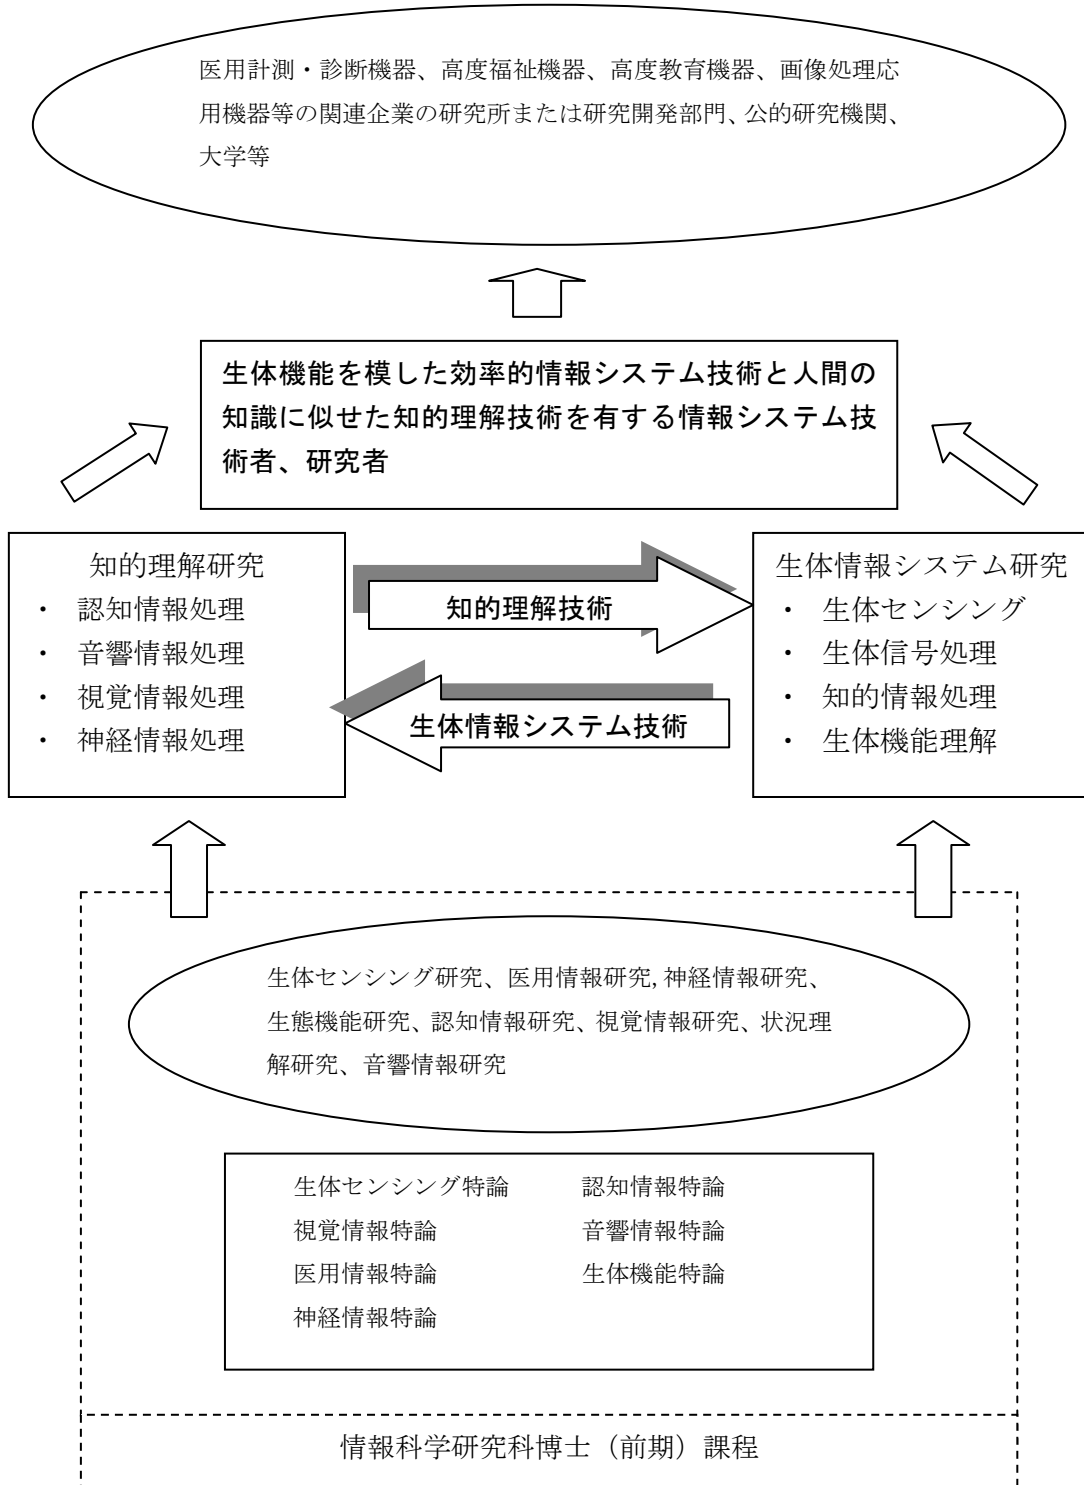 医用計測・診断機器、高度福祉機器、高度教育機器、画像処理応
用機器等の関連企業の研究所または研究開発部門、公的研究機関、
大学等
生体機能を模した効率的情報システム技術と人間の
知識に似せた知的理解技術を有する情報システム技
術者、研究者
知的理解研究
・ 認知情報処理
・ 音響情報処理
・ 視覚情報処理
・ 神経情報処理
知的理解技術
生体情報システム技術
生体情報システム研究
・ 生体センシング
・ 生体信号処理
・ 知的情報処理
・ 生体機能理解
生体センシング研究、医用情報研究,神経情報研究、
生態機能研究、認知情報研究、視覚情報研究、状況理
解研究、音響情報研究
生体センシング特論 認知情報特論
視覚情報特論 音響情報特論
医用情報特論 生体機能特論
神経情報特論
情報科学研究科博士（前期）課程